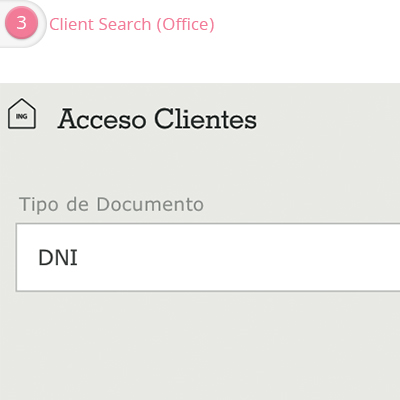 3 Client Search (Office)
ING
Acceso Clientes
Tipo de Documento
DNI